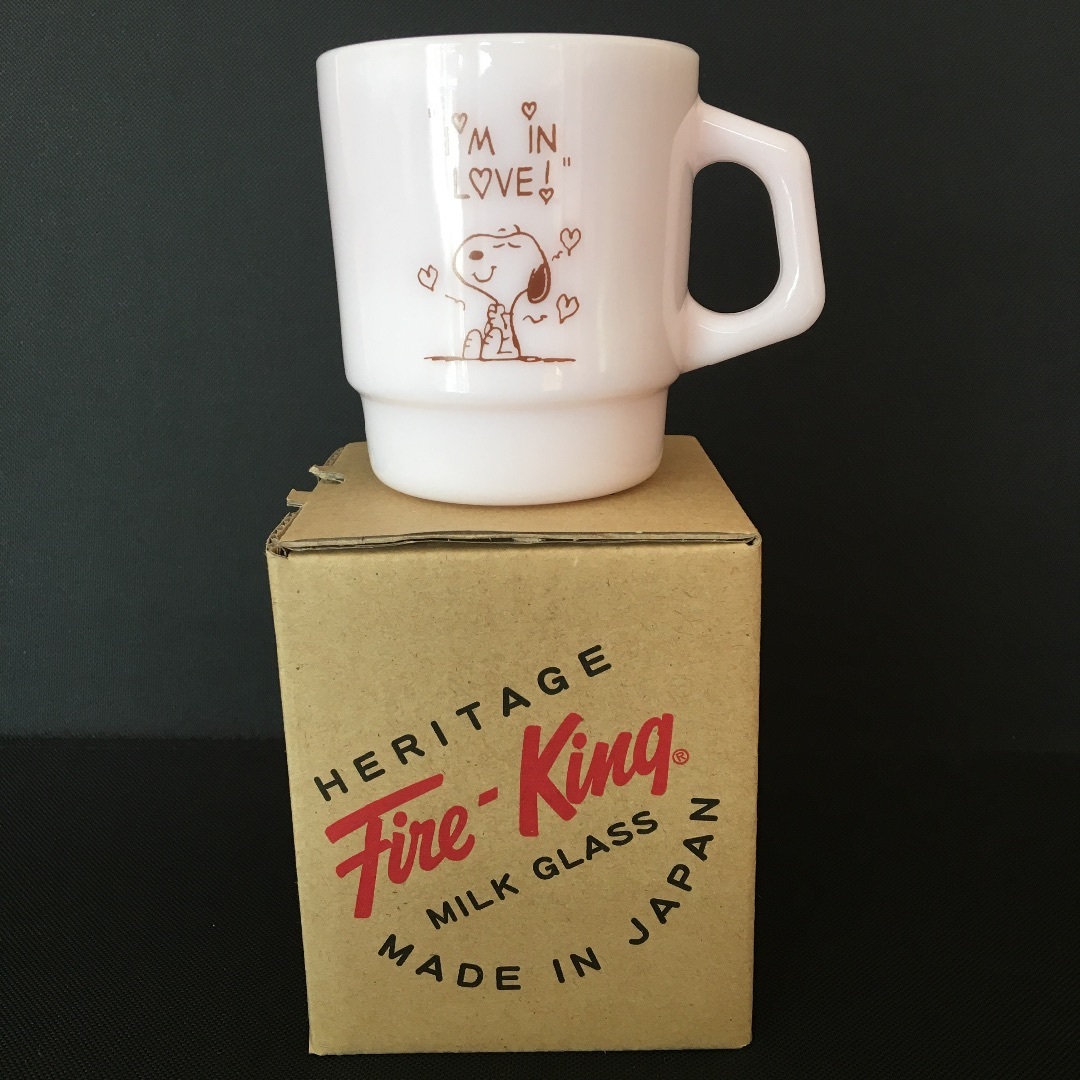 "I'M IN
LOVE!"
HERITAGE
Fire-King®
MILK GLASS
MADE IN JAPAN